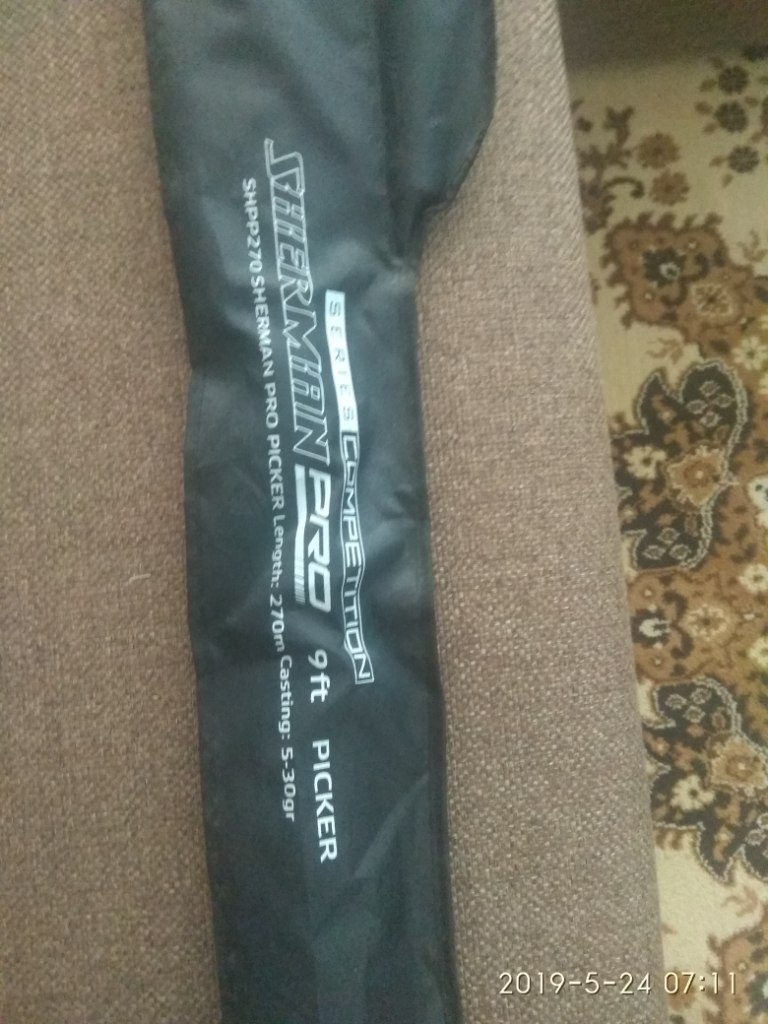 SERIES COMPETITION
SHERMAN PRO 9ft PICKER
SHPP270 SHERMAN PRO PICKER Length: 270m Casting: 5-30gr
2019-5-24 07:11